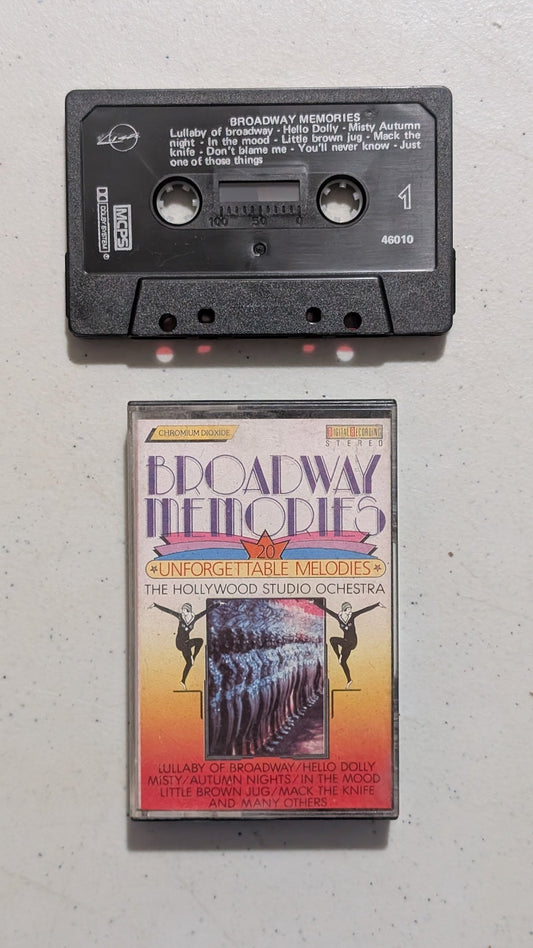 BROADWAY MEMORIES
Lullaby of broadway - Hello Dolly - Misty Autumn
night - In the mood - Little brown jug - Mack the
knife - Don't blame me - You'll never know - Just
one of those things
1
100 50 0
DOLBY SYSTEM
MCPS
46010
CHROMIUM DIOXIDE
DIGITAL RECORDING
STEREO
BROADWAY
MEMORIES
20
UNFORGETTABLE MELODIES
THE HOLLYWOOD STUDIO OCHESTRA
LULLABY OF BROADWAY/HELLO DOLLY
MISTY/AUTUMN NIGHTS/IN THE MOOD
LITTLE BROWN JUG/MACK THE KNIFE
AND MANY OTHERS